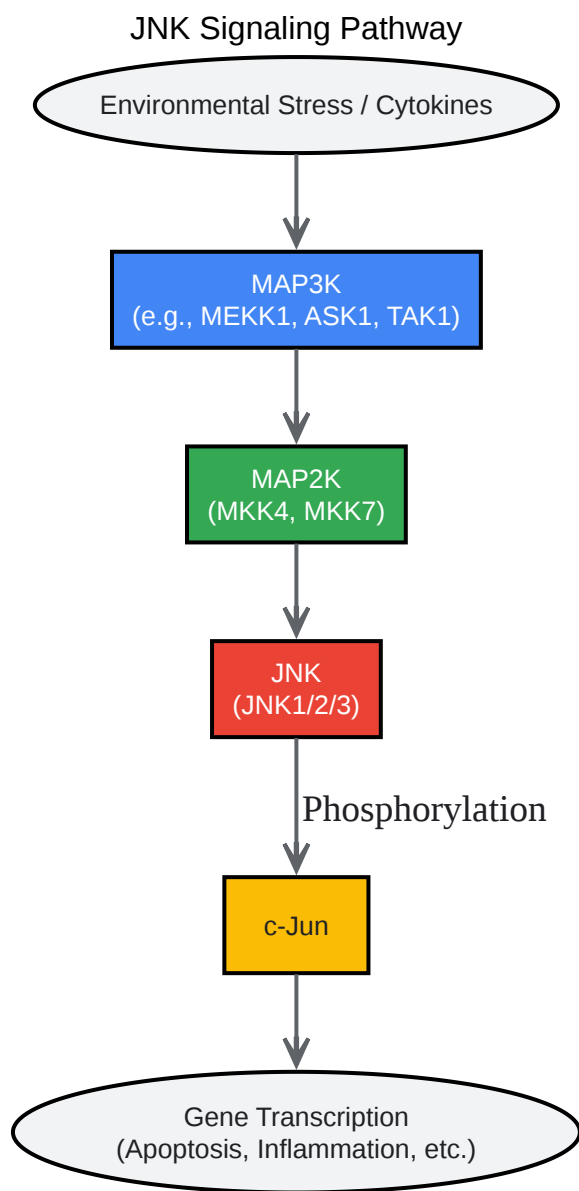 JNK Signaling Pathway
Environmental Stress / Cytokines
MAP3K
(e.g., MEKK1, ASK1, TAK1)
MAP2K
(MKK4, MKK7)
JNK
(JNK1/2/3)
Phosphorylation
c-Jun
Gene Transcription
(Apoptosis, Inflammation, etc.)